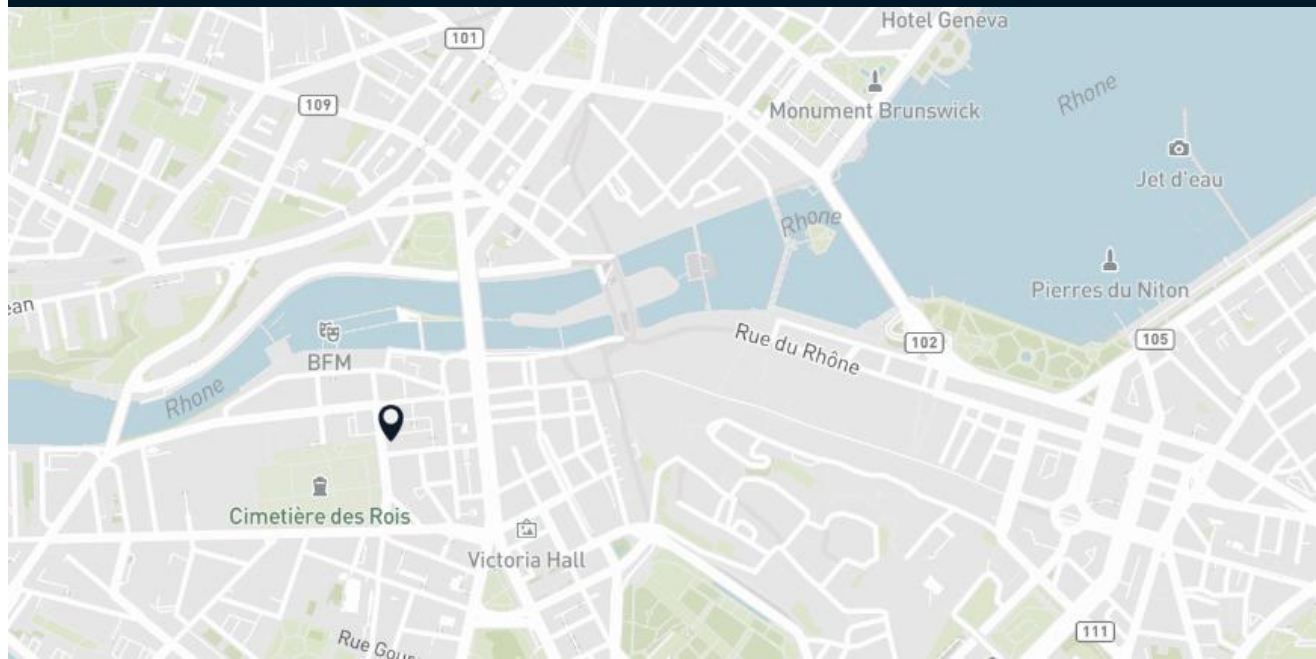 Hotel Geneva
101
109
Monument Brunswick
Rhone
Jet d'eau
Rhone
Pierres du Niton
ean
BFM
Rue du Rhône
102
105
Rhone
Cimetière des Rois
Victoria Hall
111
Rue Gour